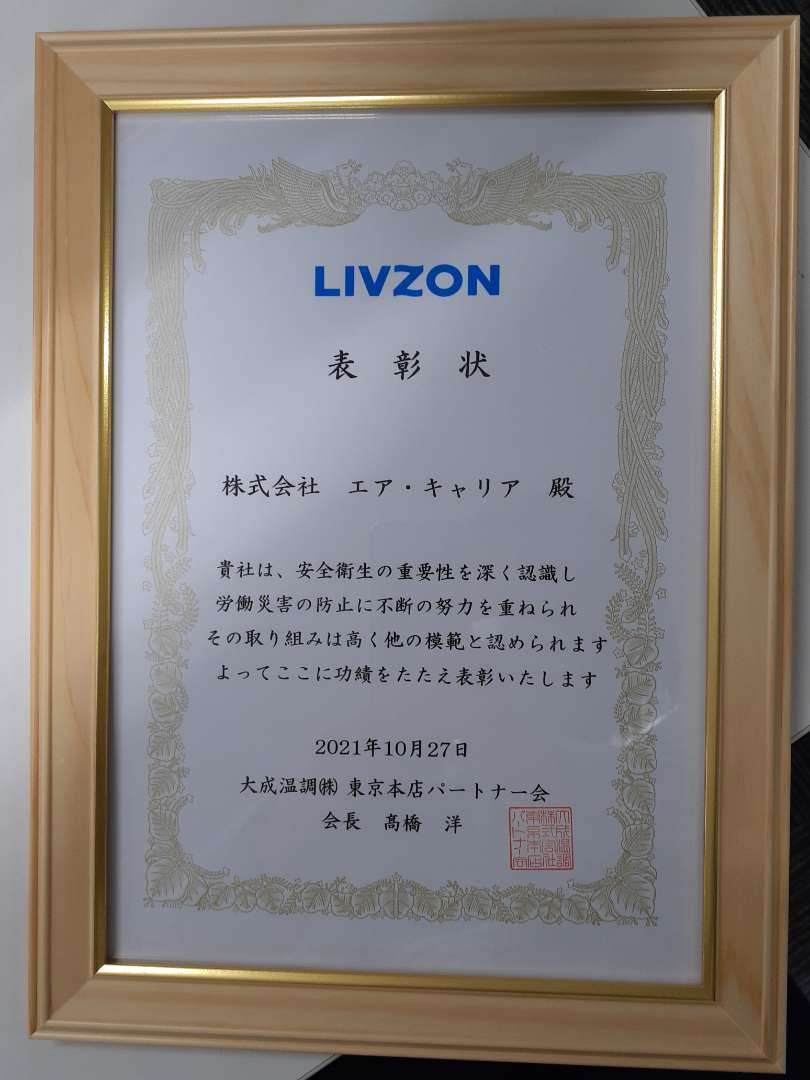 LIVZON
表彰状
株式会社 エア・キャリア 殿
貴社は、安全衛生の重要性を深く認識し
労働災害の防止に不断の努力を重ねられ
その取り組みは高く他の模範と認められます
よってここに功績をたたえ表彰いたします
2021年10月27日
大成温調㈱ 東京本店パートナー会
会長 髙橋 洋